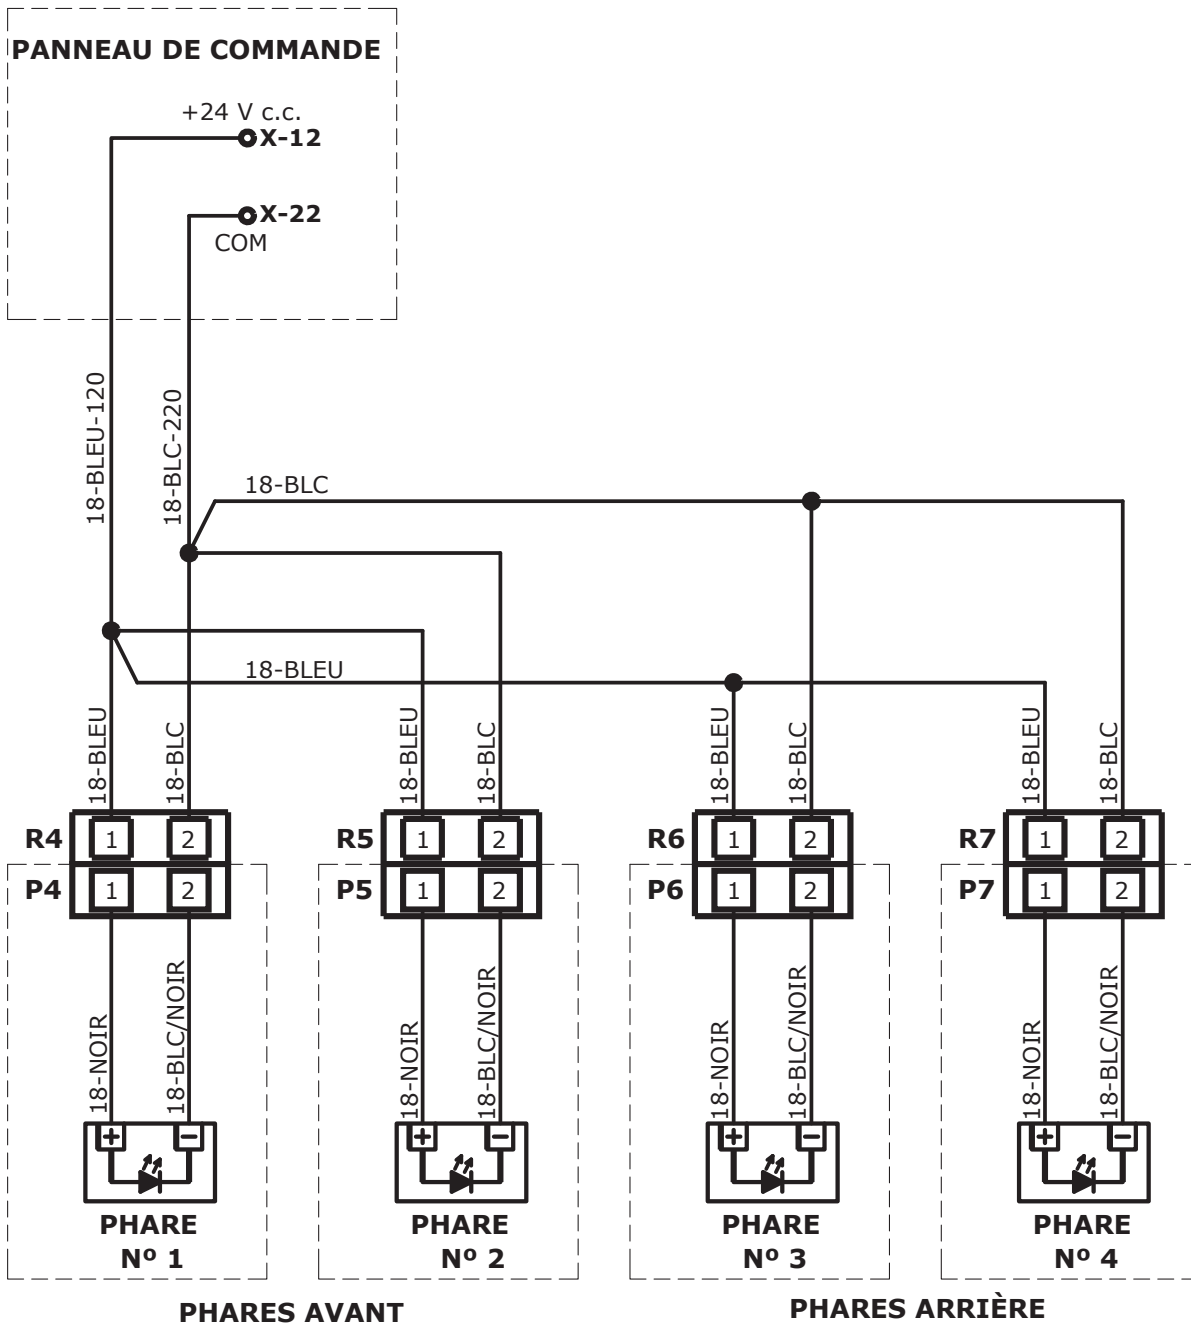 PANNEAU DE COMMANDE
+24 V c.c.
X-12
X-22
COM
18-BLEU-120
18-BLC-220
18-BLC
18-BLEU
18-BLEU
18-BLC
18-BLEU
18-BLC
18-BLEU
18-BLC
18-BLEU
18-BLC
R4 1 2
R5 1 2
R6 1 2
R7 1 2
P4 1 2
P5 1 2
P6 1 2
P7 1 2
18-NOIR
18-BLC/NOIR
18-NOIR
18-BLC/NOIR
18-NOIR
18-BLC/NOIR
18-NOIR
18-BLC/NOIR
+ −
+ −
+ −
+ −
PHARE
Nº 1
PHARE
Nº 2
PHARE
Nº 3
PHARE
Nº 4
PHARES AVANT
PHARES ARRIÈRE